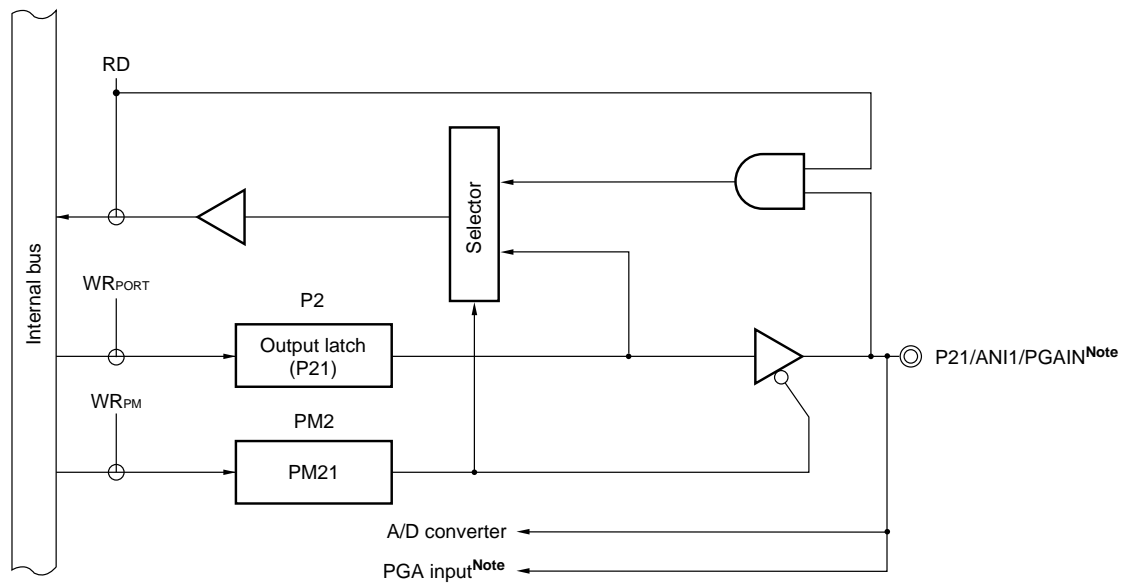 RD
Internal bus
Selector
WRPORT
P2
Output latch
(P21)
P21/ANI1/PGAINNote
WRPM
PM2
PM21
A/D converter
PGA inputNote